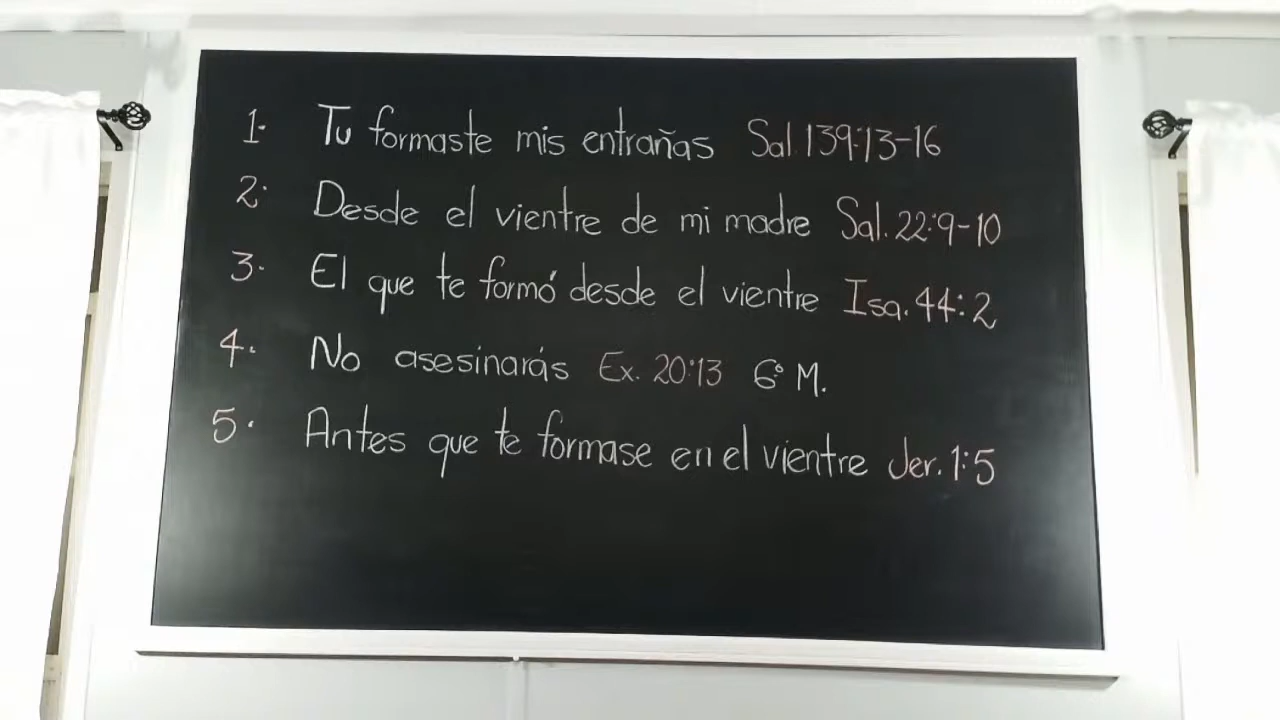 1. Tu formaste mis entrañas Sal. 139:13-16
2. Desde el vientre de mi madre Sal. 22:9-10
3. El que te formó desde el vientre Isa. 44:2
4. No asesinarás Ex. 20:13 6º M.
5. Antes que te formase en el vientre Jer. 1:5